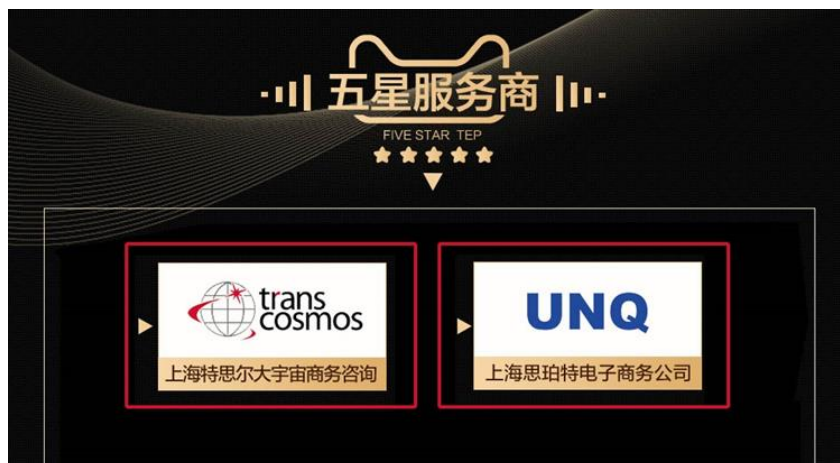 五星服务商
FIVE STAR TEP
trans
cosmos
上海特思尔大宇宙商务咨询
UNQ
上海思珀特电子商务公司